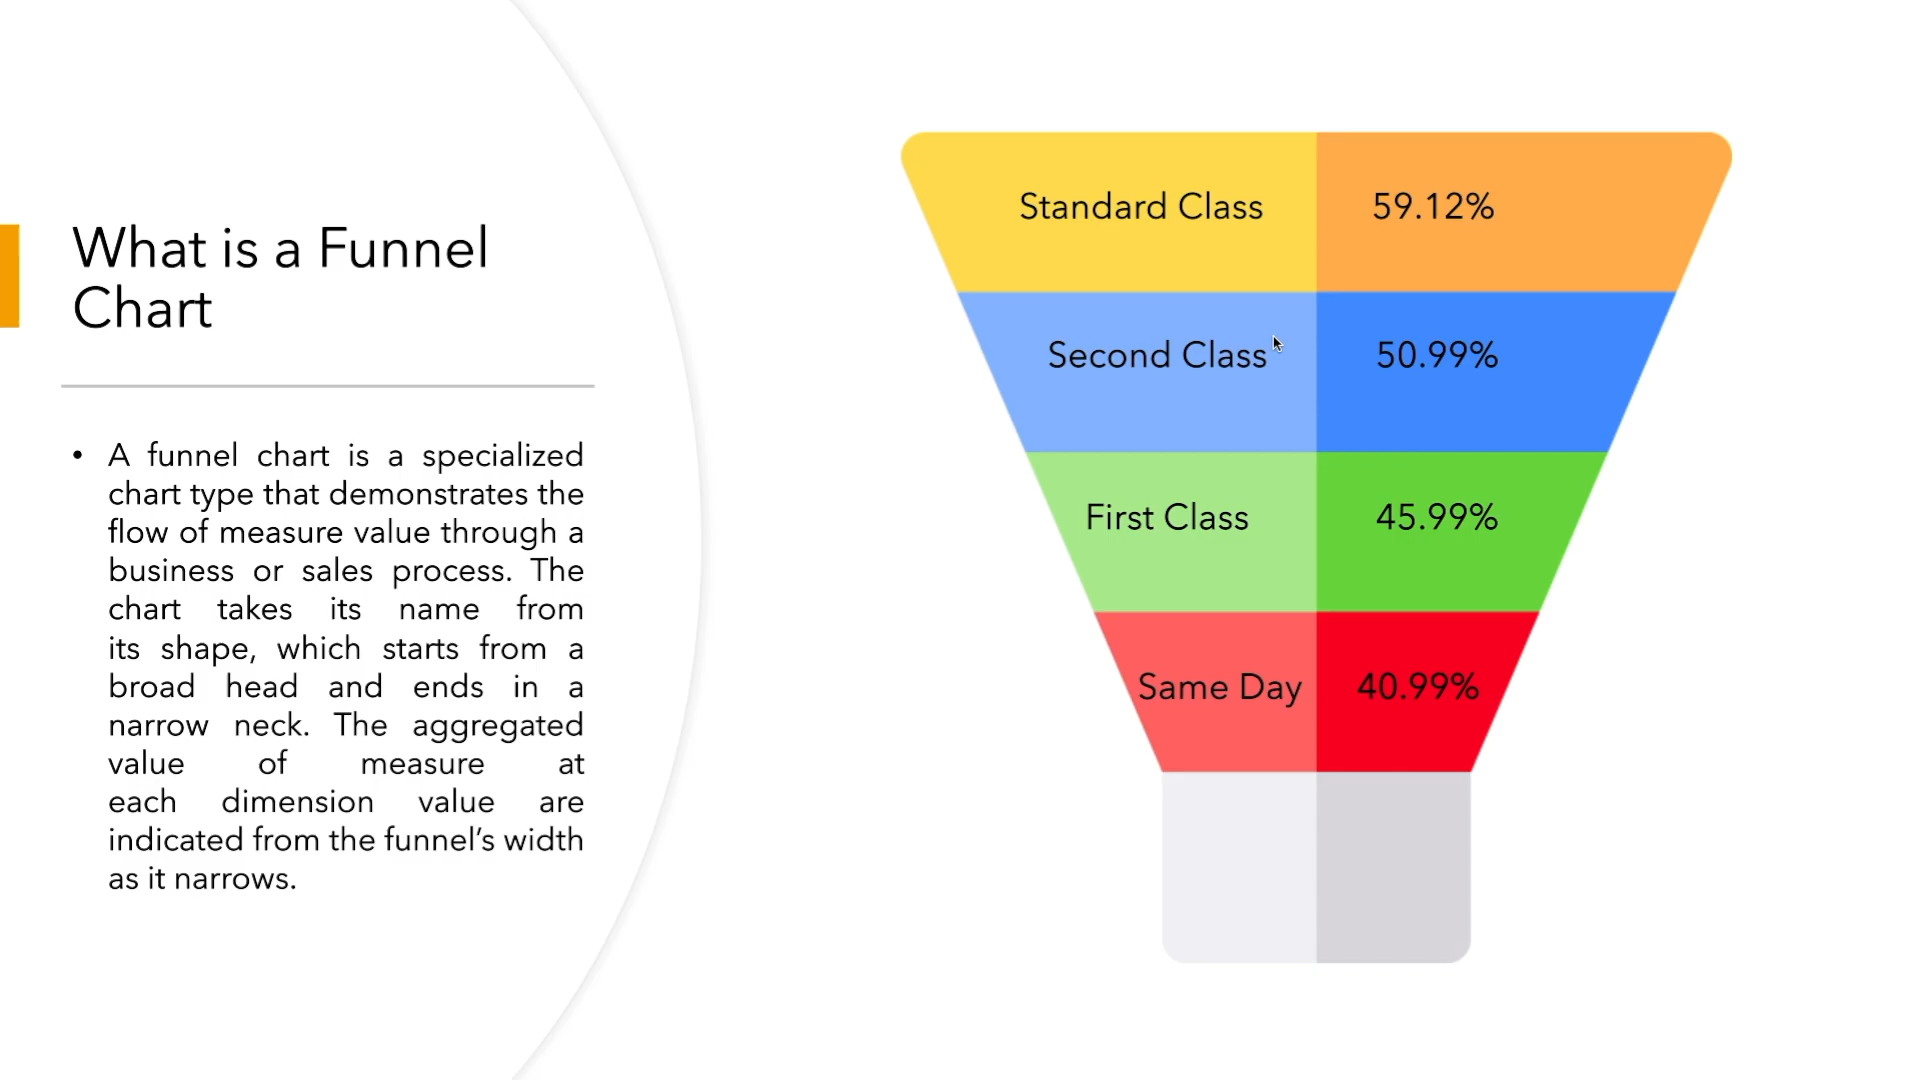 What is a Funnel
Chart
• A funnel chart is a specialized
chart type that demonstrates the
flow of measure value through a
business or sales process. The
chart takes its name from
its shape, which starts from a
broad head and ends in a
narrow neck. The aggregated
value of measure at
each dimension value are
indicated from the funnel’s width
as it narrows.
Standard Class 59.12%
Second Class 50.99%
First Class 45.99%
Same Day 40.99%